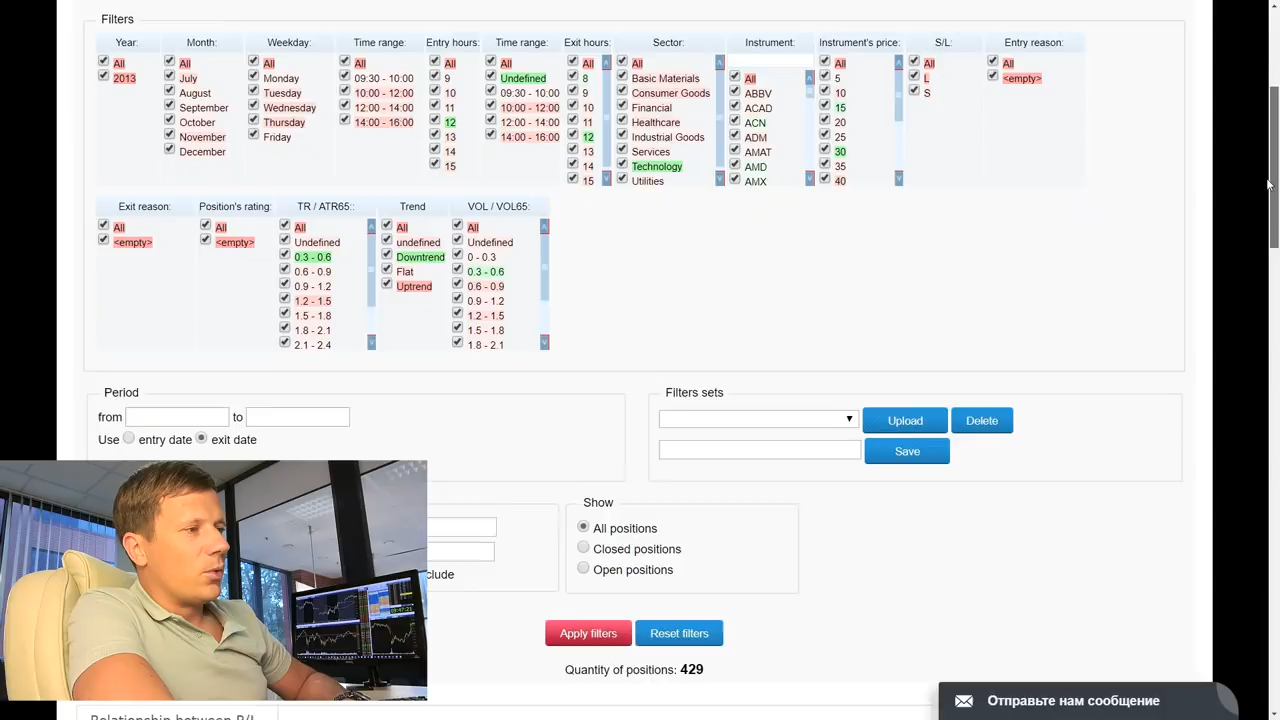 Filters
Year:
All
2013
Month:
All
July
August
September
October
November
December
Weekday:
All
Monday
Tuesday
Wednesday
Thursday
Friday
Time range:
All
09:30 - 10:00
10:00 - 12:00
12:00 - 14:00
14:00 - 16:00
Entry hours:
All
9
10
11
12
13
14
15
Time range:
All
Undefined
09:30 - 10:00
10:00 - 12:00
12:00 - 14:00
14:00 - 16:00
Exit hours:
All
8
9
10
11
12
13
14
15
Sector:
All
Basic Materials
Consumer Goods
Financial
Healthcare
Industrial Goods
Services
Technology
Utilities
Instrument:
All
ABBV
ACAD
ACN
ADM
AMAT
AMD
AMX
Instrument's price:
All
5
10
15
20
25
30
35
40
S/L:
All
L
S
Entry reason:
All
<empty>
Exit reason:
All
<empty>
Position's rating:
All
<empty>
TR / ATR65::
All
Undefined
0.3 - 0.6
0.6 - 0.9
0.9 - 1.2
1.2 - 1.5
1.5 - 1.8
1.8 - 2.1
2.1 - 2.4
Trend
All
undefined
Downtrend
Flat
Uptrend
VOL / VOL65:
All
Undefined
0 - 0.3
0.3 - 0.6
0.6 - 0.9
0.9 - 1.2
1.2 - 1.5
1.5 - 1.8
1.8 - 2.1
Period
from to
Use entry date exit date
Filters sets
Upload Delete
Save
clude
Show
All positions
Closed positions
Open positions
Apply filters Reset filters
Quantity of positions: 429
Отправьте нам сообщение